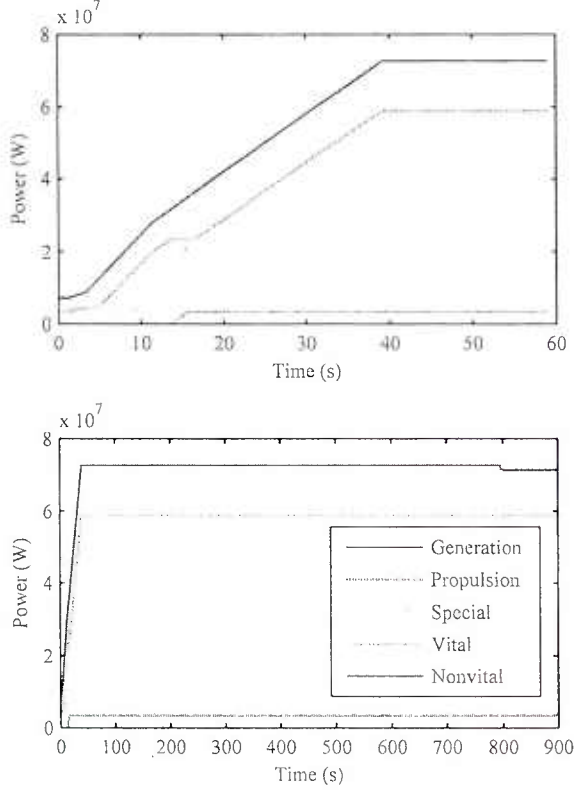 x 10^7
8
6
4
2
0
Power (W)
0 10 20 30 40 50 60
Time (s)
x 10^7
8
6
4
2
0
Power (W)
Generation
Propulsion
Special
Vital
Nonvital
0 100 200 300 400 500 600 700 800 900
Time (s)